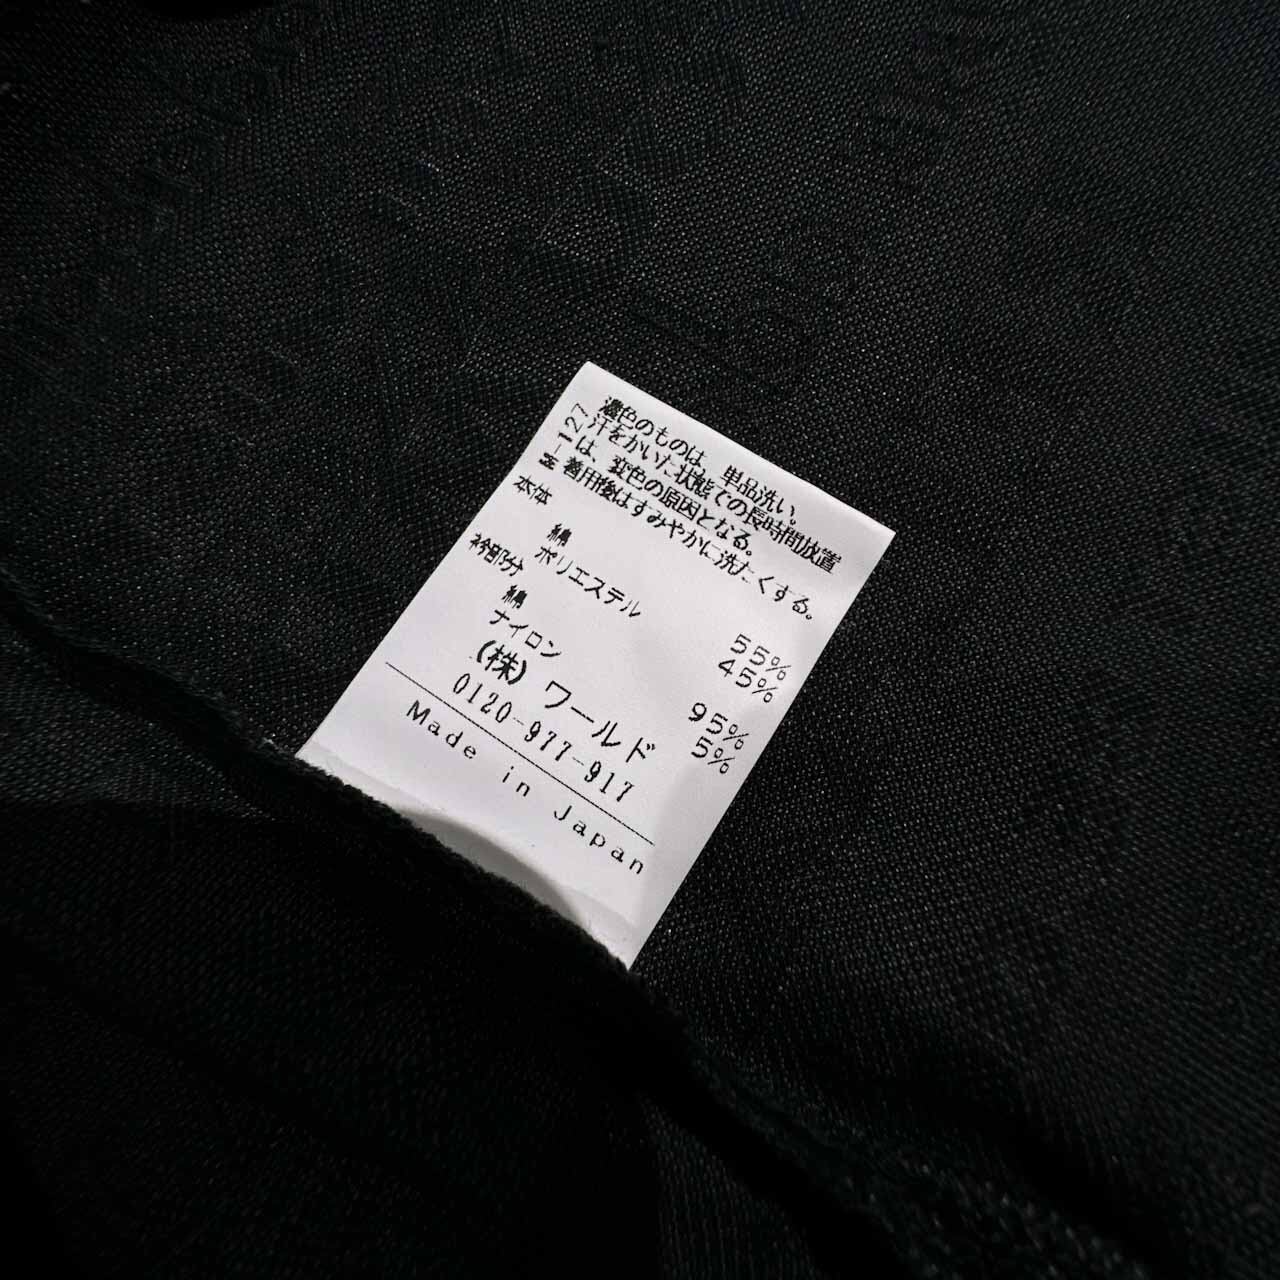 濃色のものは、単品洗い。
汗をかいた状態での長時間放置
は、変色の原因となる。
着用後はすみやかに洗たくする。
-127
本体
綿 55%
ポリエステル 45%
衿部分
綿 95%
ナイロン 5%
(株)ワールド
0120-977-917
Made in Japan